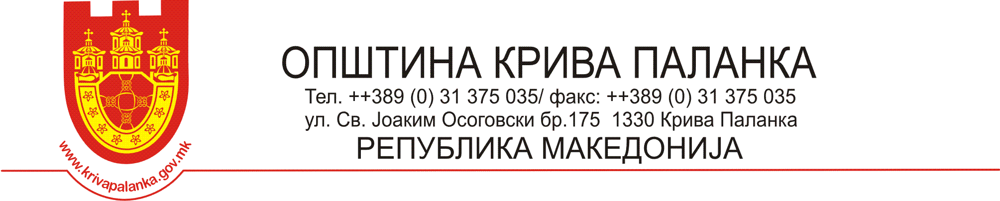 ОПШТИНА КРИВА ПАЛАНКА
Тел. ++389 (0) 31 375 035/ факс: ++389 (0) 31 375 035
ул. Св. Јоаким Осоговски бр.175 1330 Крива Паланка
РЕПУБЛИКА МАКЕДОНИЈА
www.krivapalanka.gov.mk